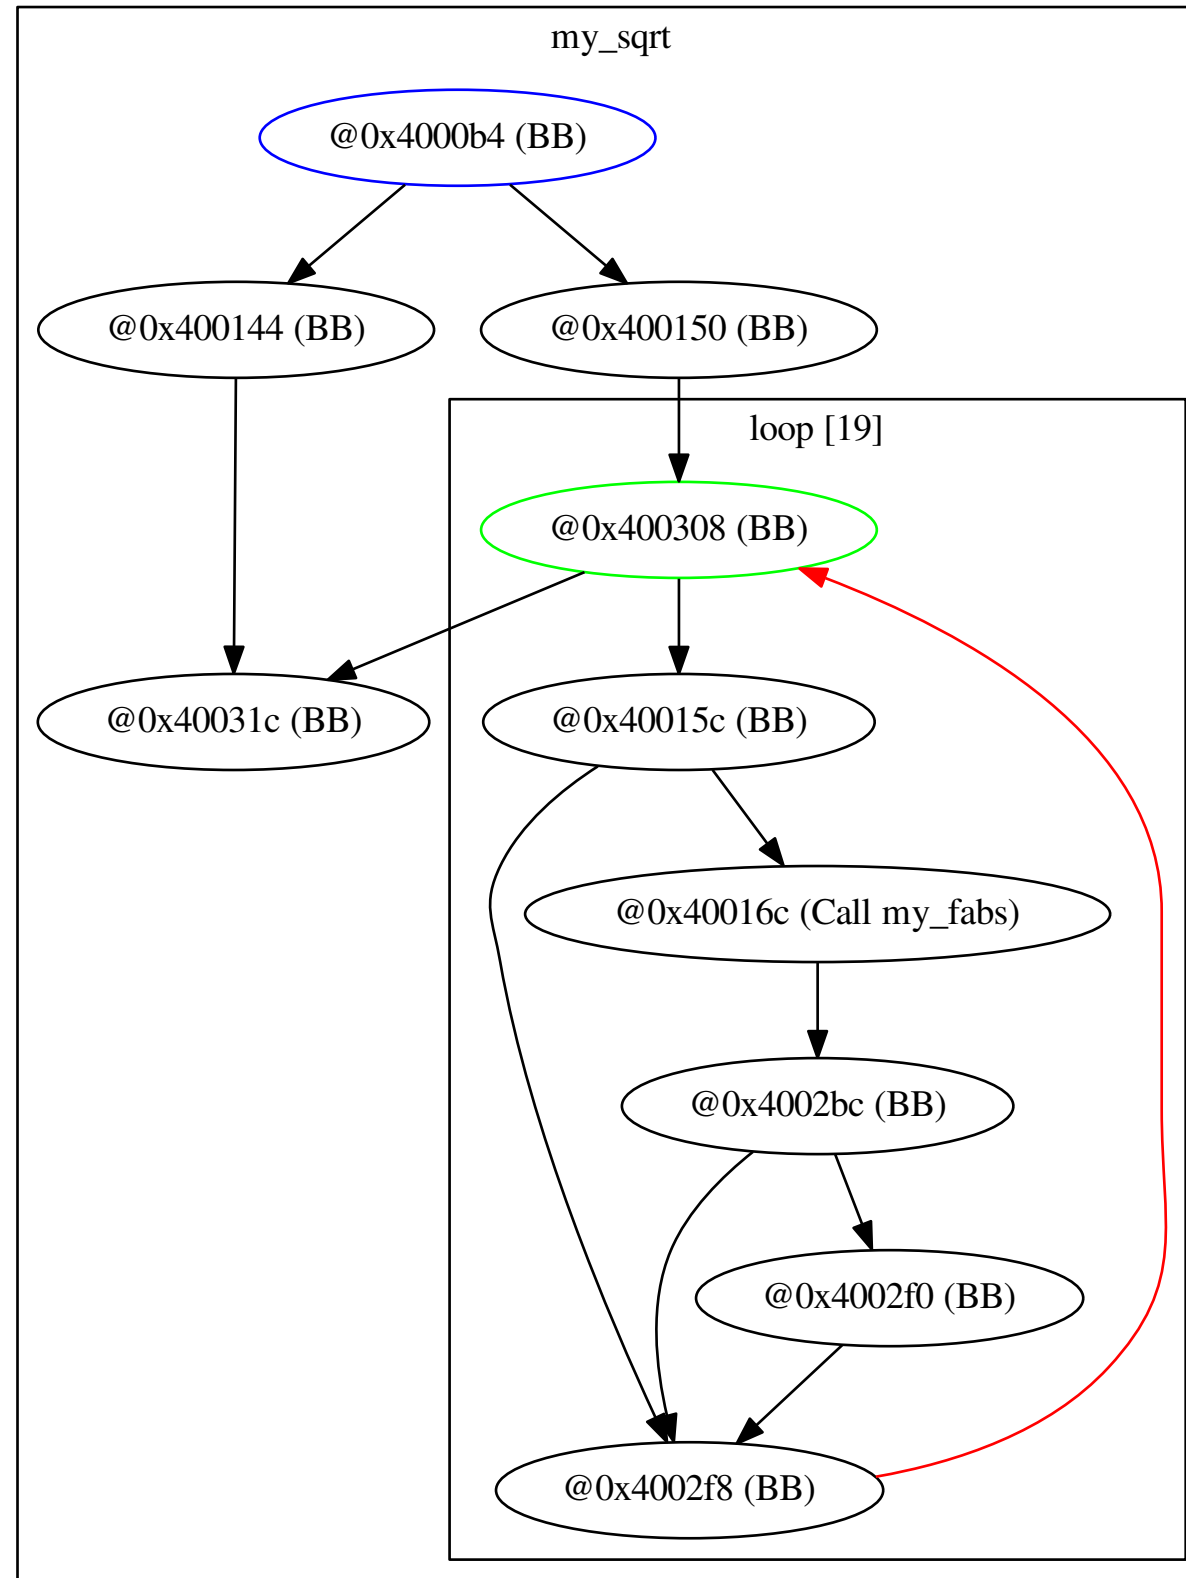 my_sqrt
@0x4000b4 (BB)
@0x400144 (BB)
@0x400150 (BB)
loop [19]
@0x400308 (BB)
@0x40031c (BB)
@0x40015c (BB)
@0x40016c (Call my_fabs)
@0x4002bc (BB)
@0x4002f0 (BB)
@0x4002f8 (BB)